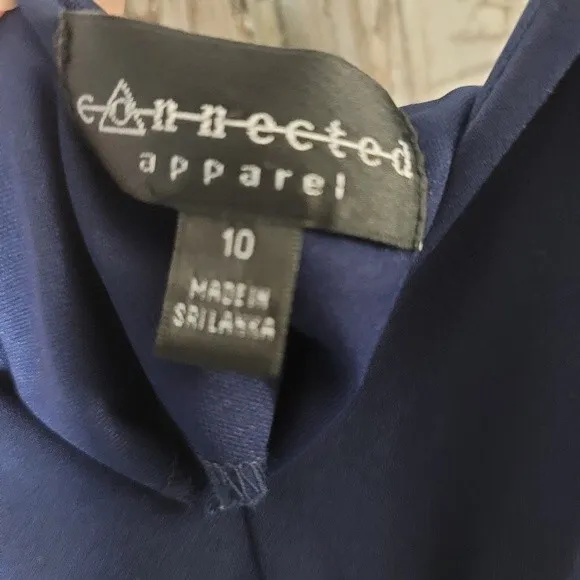 connected
apparel
10
MADE IN
SRI LANKA